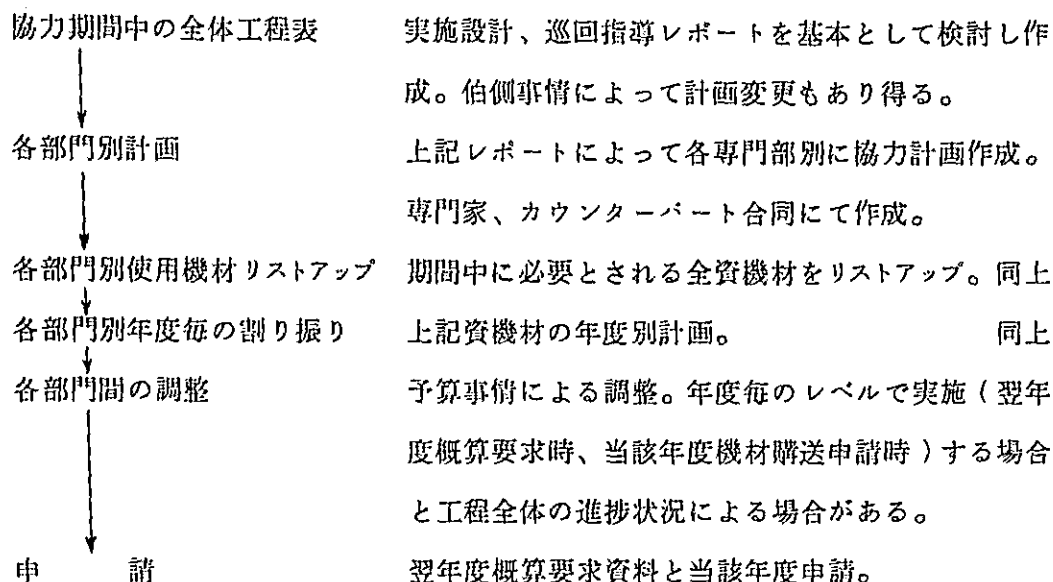 協力期間中の全体工程表　実施設計、巡回指導レポートを基本として検討し作
成。伯側事情によって計画変更もあり得る。
各部門別計画　上記レポートによって各専門部別に協力計画作成。
専門家、カウンターパート合同にて作成。
各部門別使用機材リストアップ　期間中に必要とされる全資機材をリストアップ。同上
各部門別年度毎の割り振り　上記資機材の年度別計画。　同上
各部門間の調整　予算事情による調整。年度毎のレベルで実施(翌年
度概算要求時、当該年度機材購送申請時)する場合
と工程全体の進捗状況による場合がある。
申　請　翌年度概算要求資料と当該年度申請。